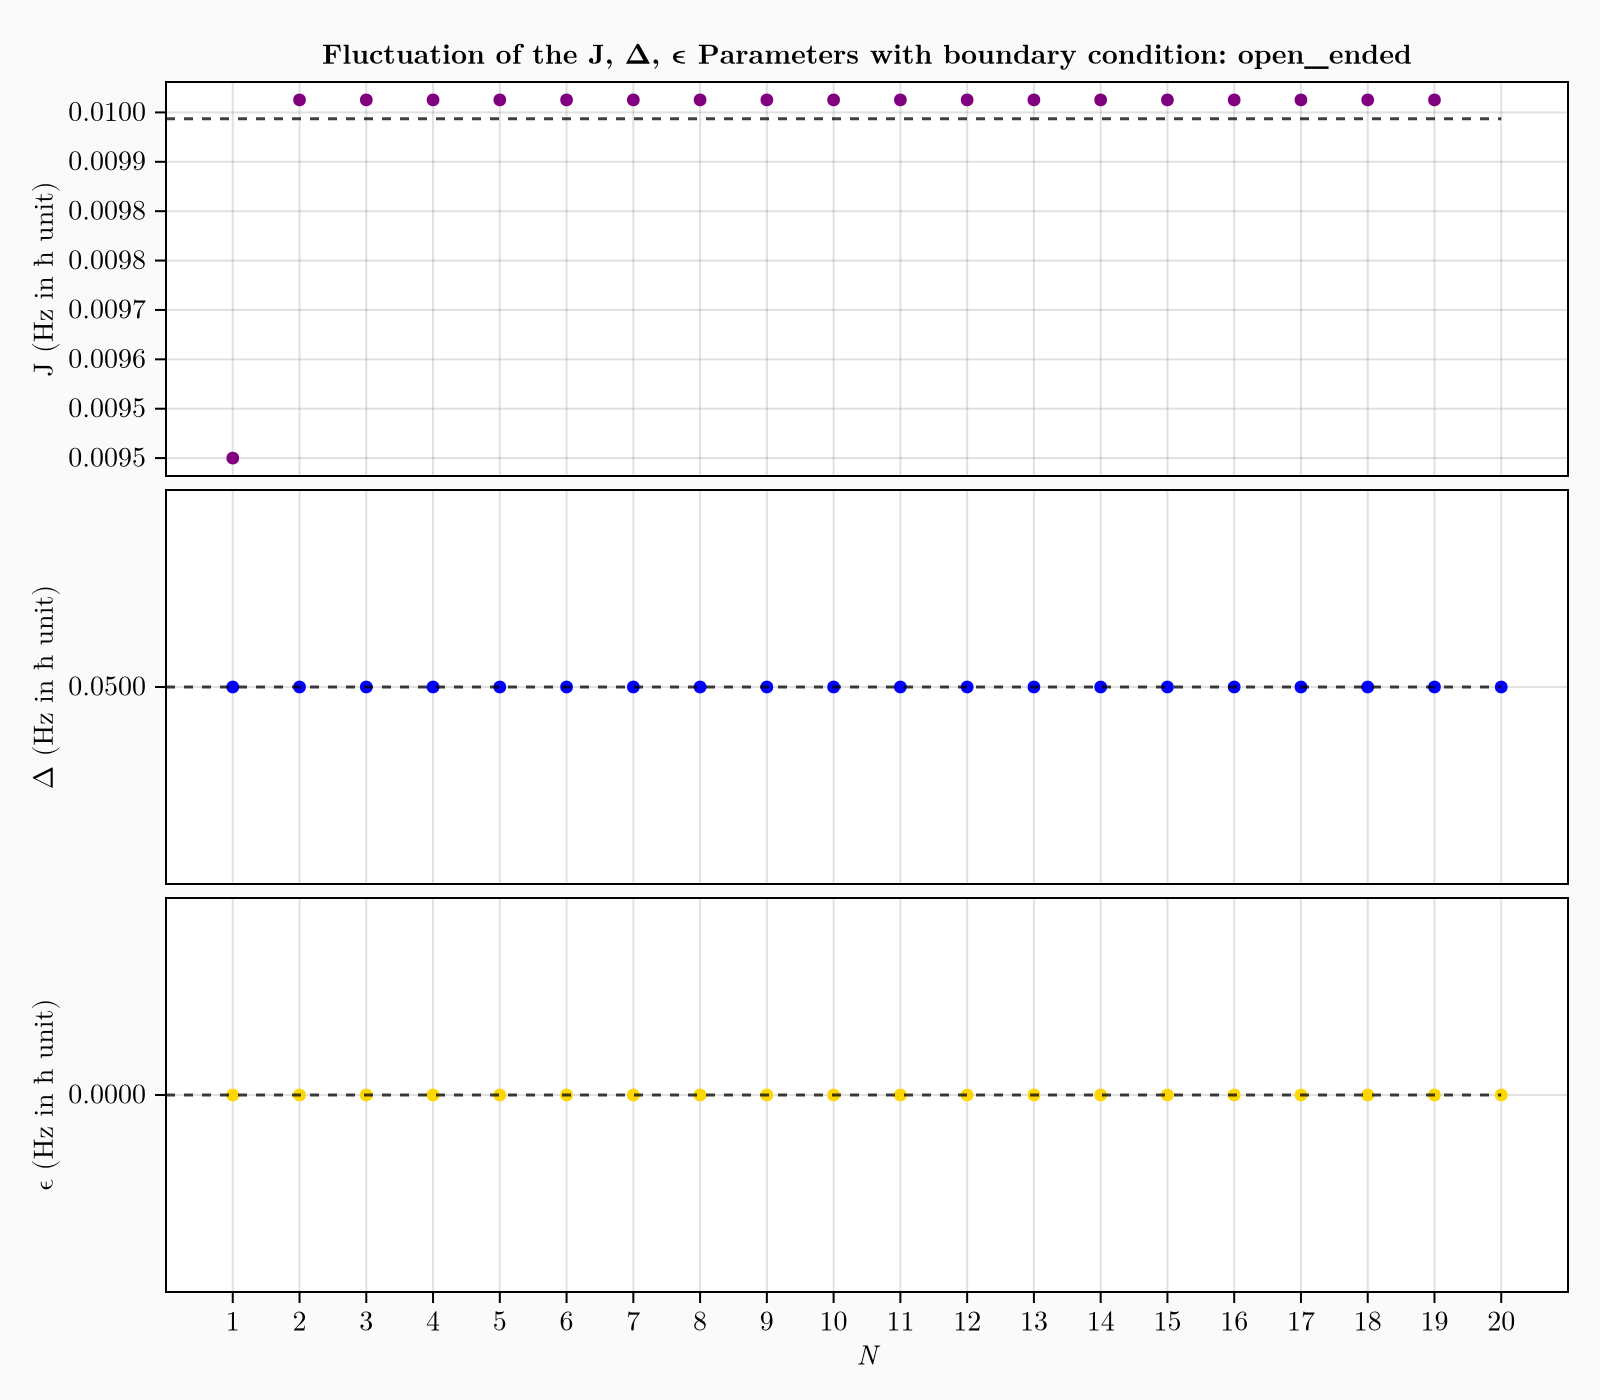 Fluctuation of the J, Δ, ϵ Parameters with boundary condition: open_ended
0.0100
0.0099
0.0098
0.0098
0.0097
0.0096
0.0095
0.0095
J (Hz in ħ unit)
0.0500
Δ (Hz in ħ unit)
0.0000
ϵ (Hz in ħ unit)
1 2 3 4 5 6 7 8 9 10 11 12 13 14 15 16 17 18 19 20
N